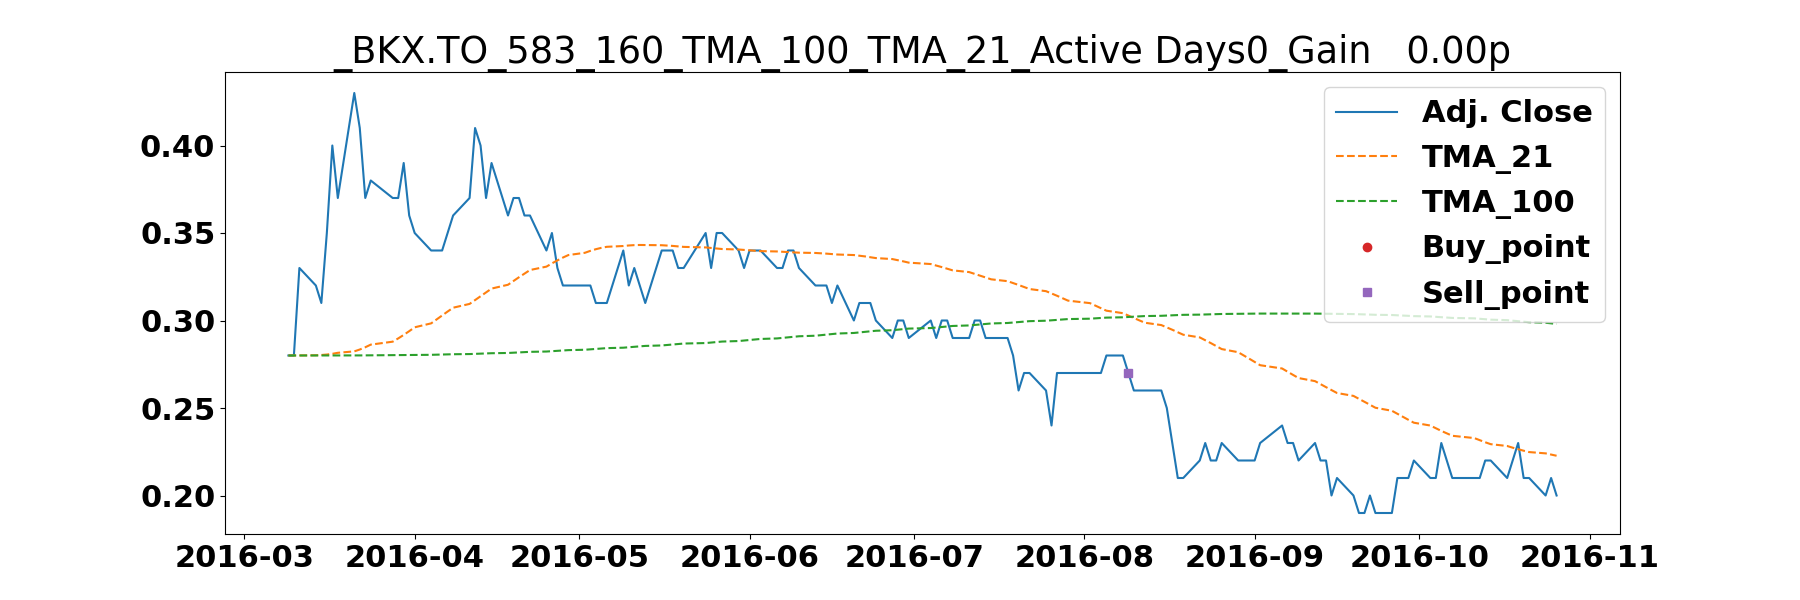 _BKX.TO_583_160_TMA_100_TMA_21_Active Days0_Gain   0.00p
Adj. Close
TMA_21
TMA_100
Buy_point
Sell_point
0.40
0.35
0.30
0.25
0.20
2016-03 2016-04 2016-05 2016-06 2016-07 2016-08 2016-09 2016-10 2016-11